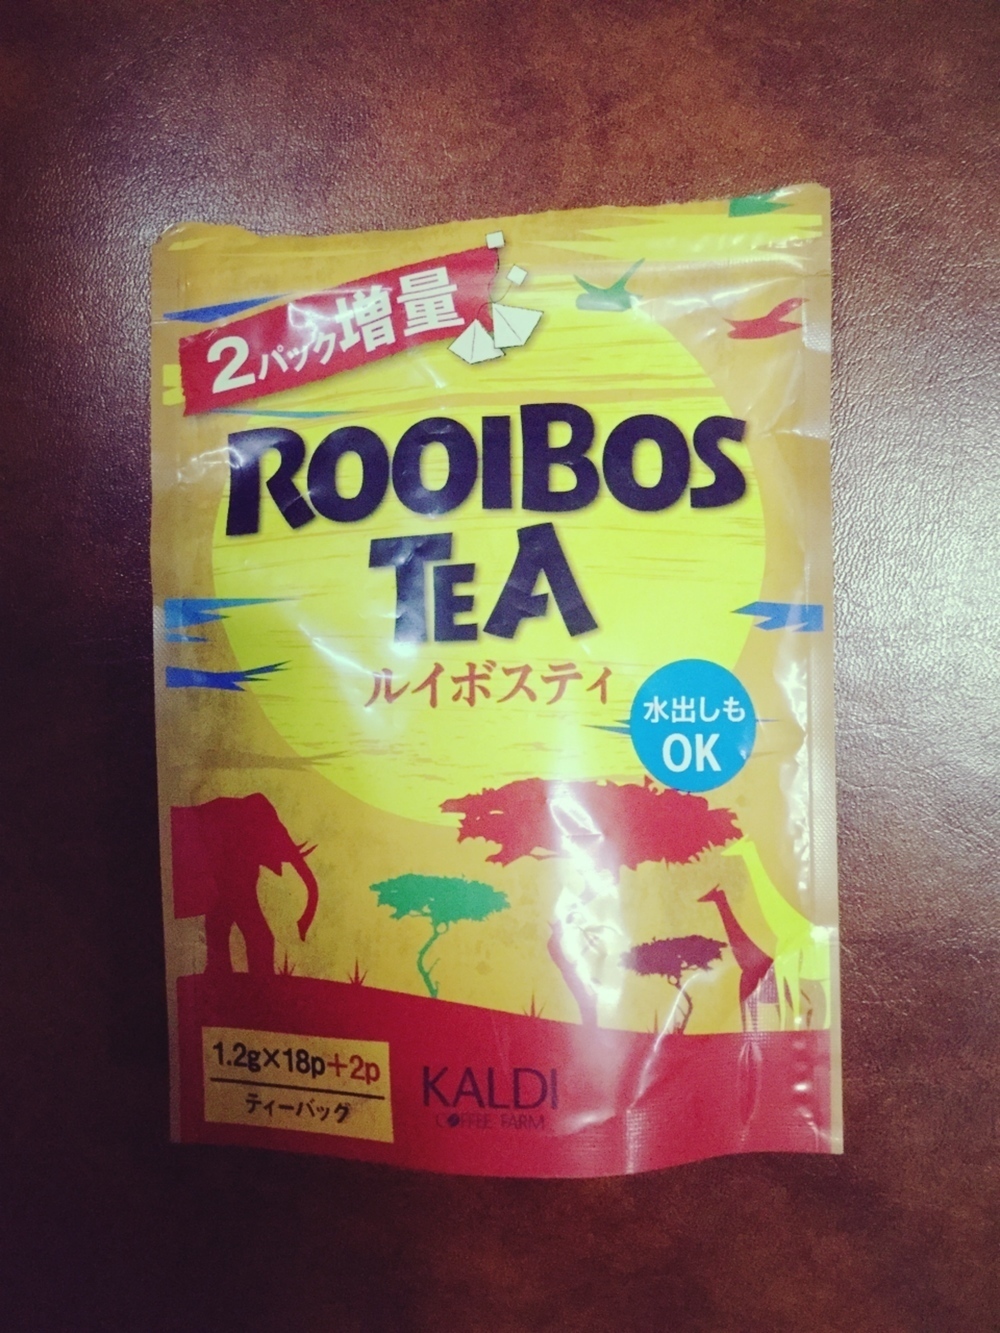 2パック増量
ROOIBOS
TEA
ルイボスティ
水出しも
OK
1.2g×18p+2p
ティーバッグ
KALDI
COFFEE FARM